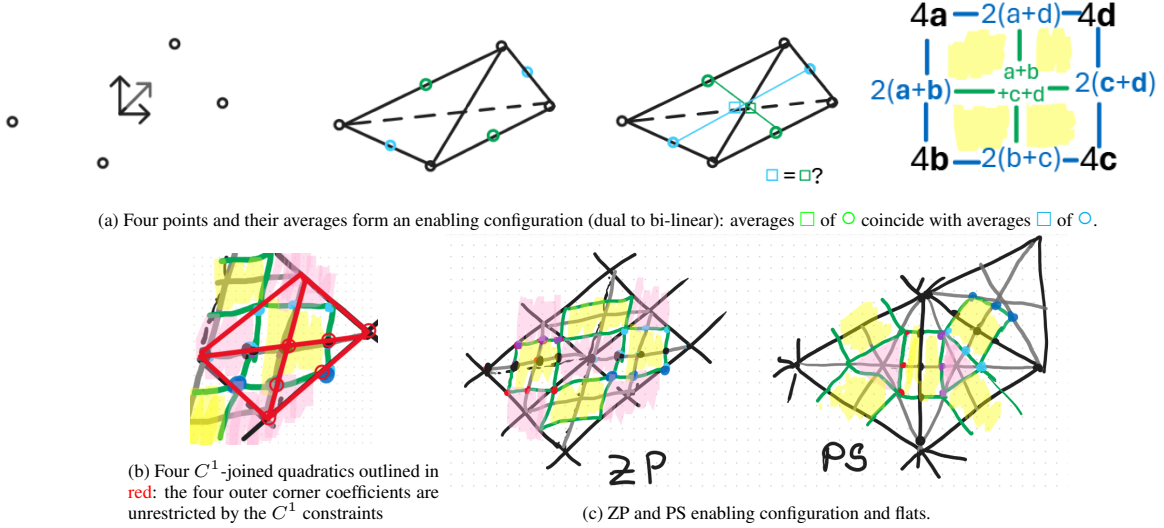 4a 2(a+d) 4d
a+b
2(a+b) +c+d 2(c+d)
4b 2(b+c) 4c
□ = □?
(a) Four points and their averages form an enabling configuration (dual to bi-linear): averages □ of ○ coincide with averages □ of ○.
ZP
PS
(b) Four C¹-joined quadratics outlined in
red: the four outer corner coefficients are
unrestricted by the C¹ constraints
(c) ZP and PS enabling configuration and flats.